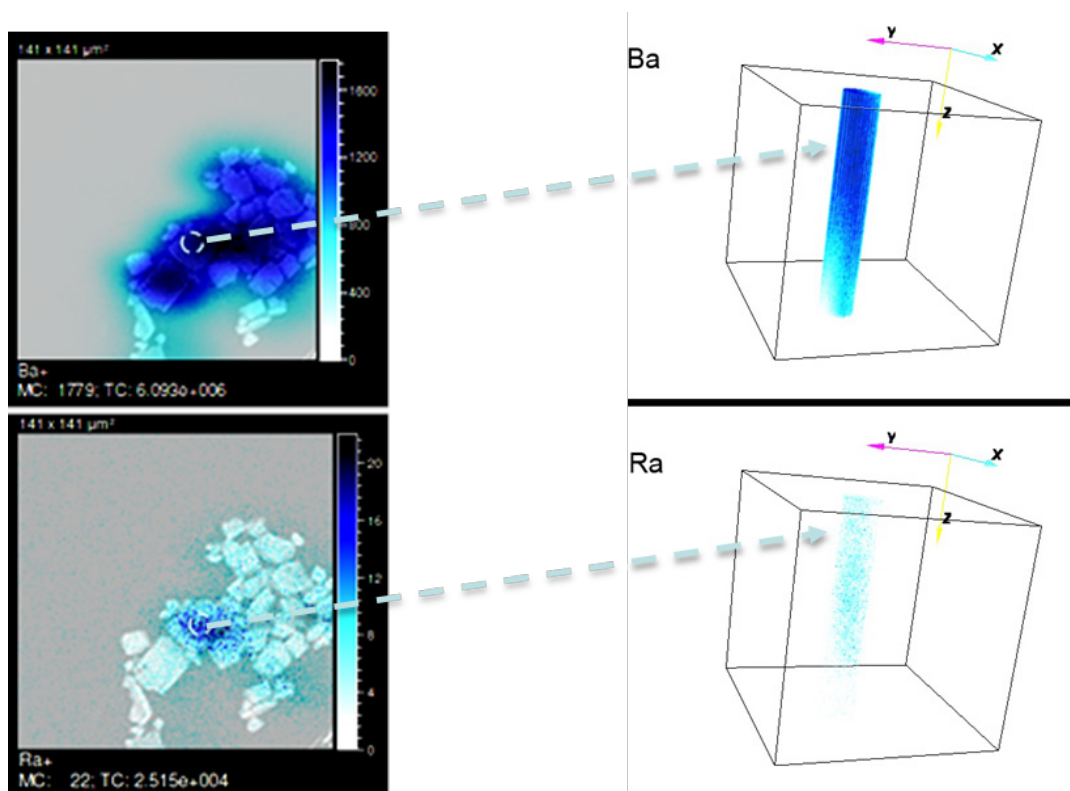 141 x 141 µm²
1600
1200
800
400
0
Ba+
MC: 1779; TC: 6.093e+006
Ba
Y
X
Z
141 x 141 µm²
20
16
12
8
4
0
Ra+
MC: 22; TC: 2.515e+004
Ra
Y
X
Z